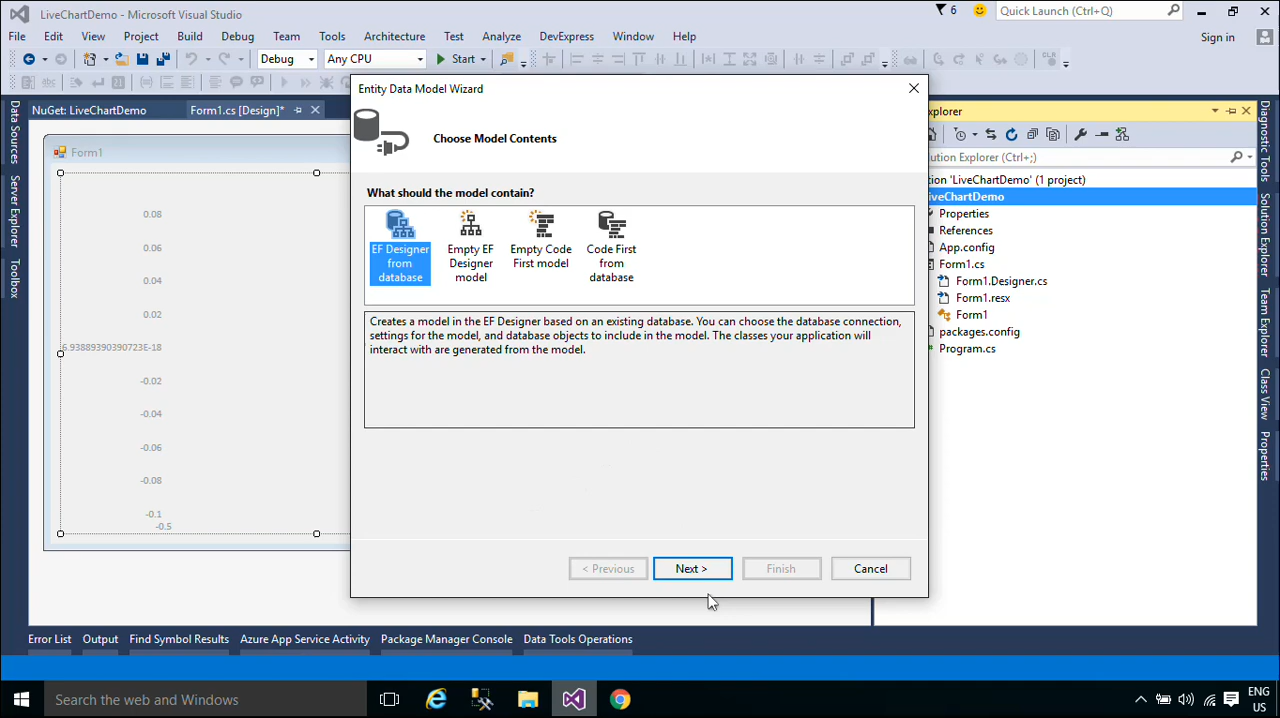 LiveChartDemo - Microsoft Visual Studio
6
Quick Launch (Ctrl+Q)
File Edit View Project Build Debug Team Tools Architecture Test Analyze DevExpress Window Help
Sign in
Debug Any CPU Start
NuGet: LiveChartDemo
Form1.cs [Design]*
Data Sources
Server Explorer
Toolbox
Form1
0.08
0.06
0.04
0.02
6.93889390390723E-18
-0.02
-0.04
-0.06
-0.08
-0.1
-0.5
Entity Data Model Wizard
Choose Model Contents
What should the model contain?
EF Designer from database
Empty EF Designer model
Empty Code First model
Code First from database
Creates a model in the EF Designer based on an existing database. You can choose the database connection,
settings for the model, and database objects to include in the model. The classes your application will
interact with are generated from the model.
< Previous
Next >
Finish
Cancel
xplorer
ution Explorer (Ctrl+;)
ion 'LiveChartDemo' (1 project)
iveChartDemo
Properties
References
App.config
Form1.cs
Form1.Designer.cs
Form1.resx
Form1
packages.config
Program.cs
Diagnostic Tools
Solution Explorer
Team Explorer
Class View
Properties
Error List Output Find Symbol Results Azure App Service Activity Package Manager Console Data Tools Operations
Search the web and Windows
ENG
US